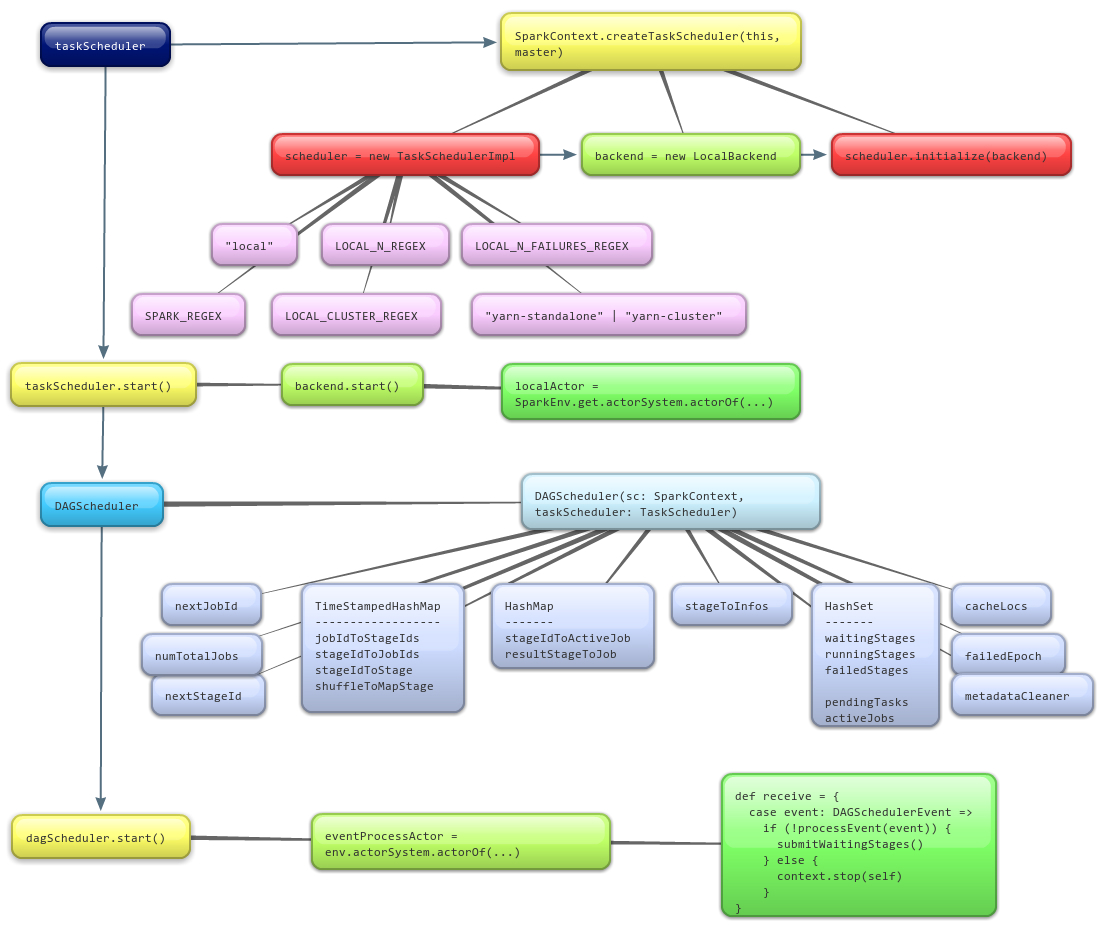 taskScheduler
SparkContext.createTaskScheduler(this,
master)
scheduler = new TaskSchedulerImpl
backend = new LocalBackend
scheduler.initialize(backend)
"local"
LOCAL_N_REGEX
LOCAL_N_FAILURES_REGEX
SPARK_REGEX
LOCAL_CLUSTER_REGEX
"yarn-standalone" | "yarn-cluster"
taskScheduler.start()
backend.start()
localActor =
SparkEnv.get.actorSystem.actorOf(...)
DAGScheduler
DAGScheduler(sc: SparkContext,
taskScheduler: TaskScheduler)
nextJobId
numTotalJobs
nextStageId
TimeStampedHashMap
------------------
jobIdToStageIds
stageIdToJobIds
stageIdToStage
shuffleToMapStage
HashMap
-------
stageIdToActiveJob
resultStageToJob
stageToInfos
HashSet
-------
waitingStages
runningStages
failedStages
pendingTasks
activeJobs
cacheLocs
failedEpoch
metadataCleaner
dagScheduler.start()
eventProcessActor =
env.actorSystem.actorOf(...)
def receive = {
  case event: DAGSchedulerEvent =>
    if (!processEvent(event)) {
      submitWaitingStages()
    } else {
      context.stop(self)
    }
}